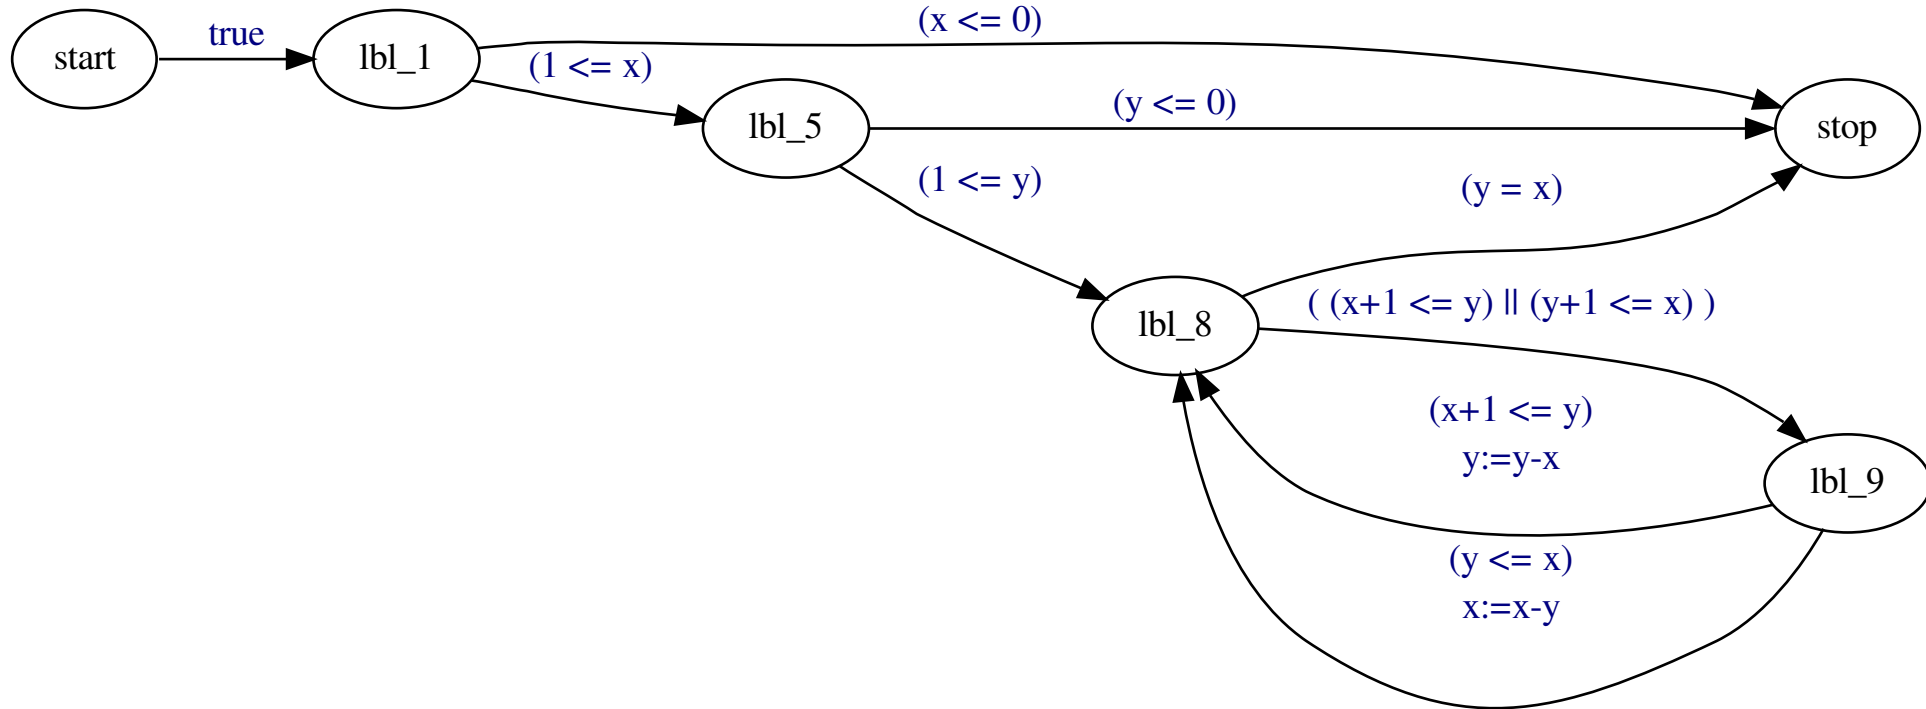 start
true
lbl_1
(x <= 0)
(1 <= x)
lbl_5
(y <= 0)
stop
(1 <= y)
(y = x)
lbl_8
( (x+1 <= y) || (y+1 <= x) )
(x+1 <= y)
y:=y-x
lbl_9
(y <= x)
x:=x-y